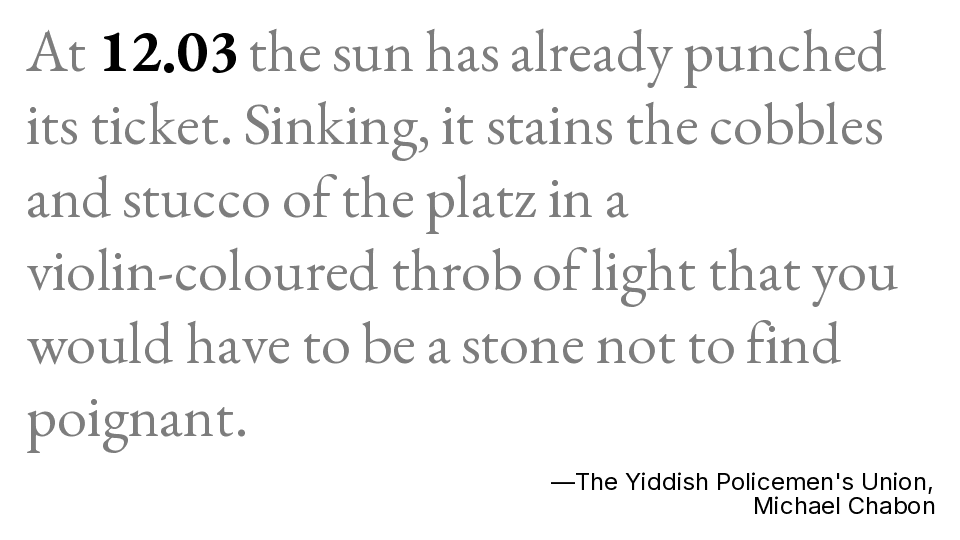 At 12.03 the sun has already punched
its ticket. Sinking, it stains the cobbles
and stucco of the platz in a
violin-coloured throb of light that you
would have to be a stone not to find
poignant.
—The Yiddish Policemen's Union,
Michael Chabon